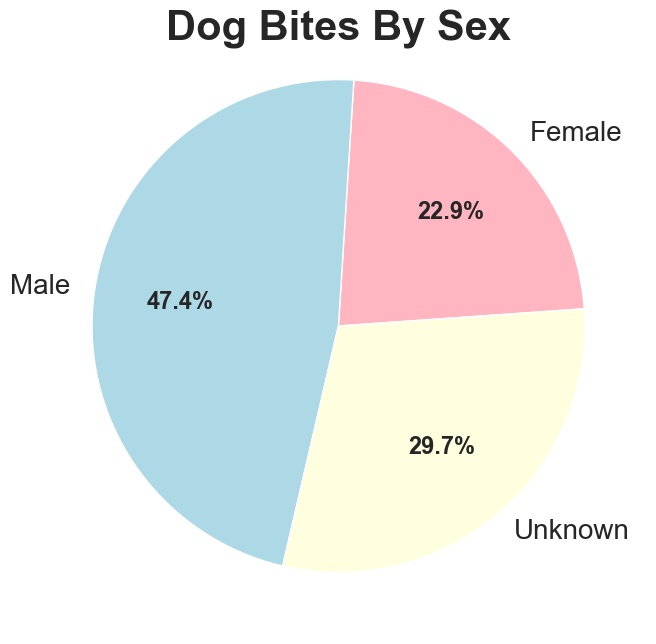 Dog Bites By Sex
Female
22.9%
Male
47.4%
29.7%
Unknown